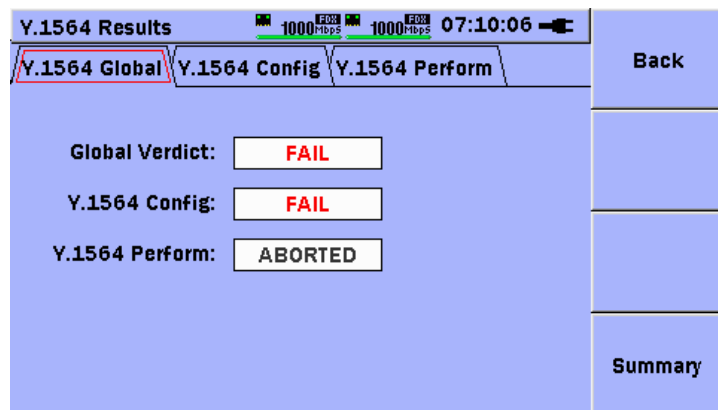 Y.1564 Results
1000 FDX Mbps 1000 FDX Mbps 07:10:06
Y.1564 Global Y.1564 Config Y.1564 Perform
Back
Global Verdict: FAIL
Y.1564 Config: FAIL
Y.1564 Perform: ABORTED
Summary